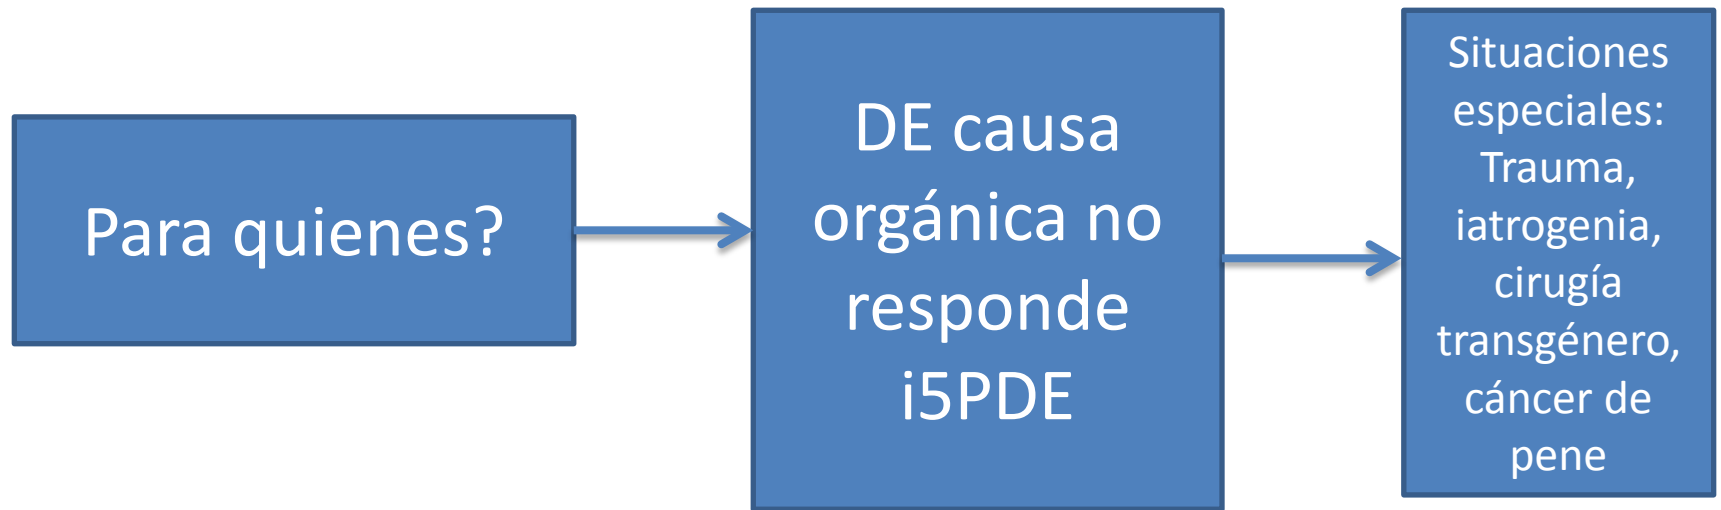 Para quienes?
DE causa
orgánica no
responde
i5PDE
Situaciones
especiales:
Trauma,
iatrogenia,
cirugía
transgénero,
cáncer de
pene